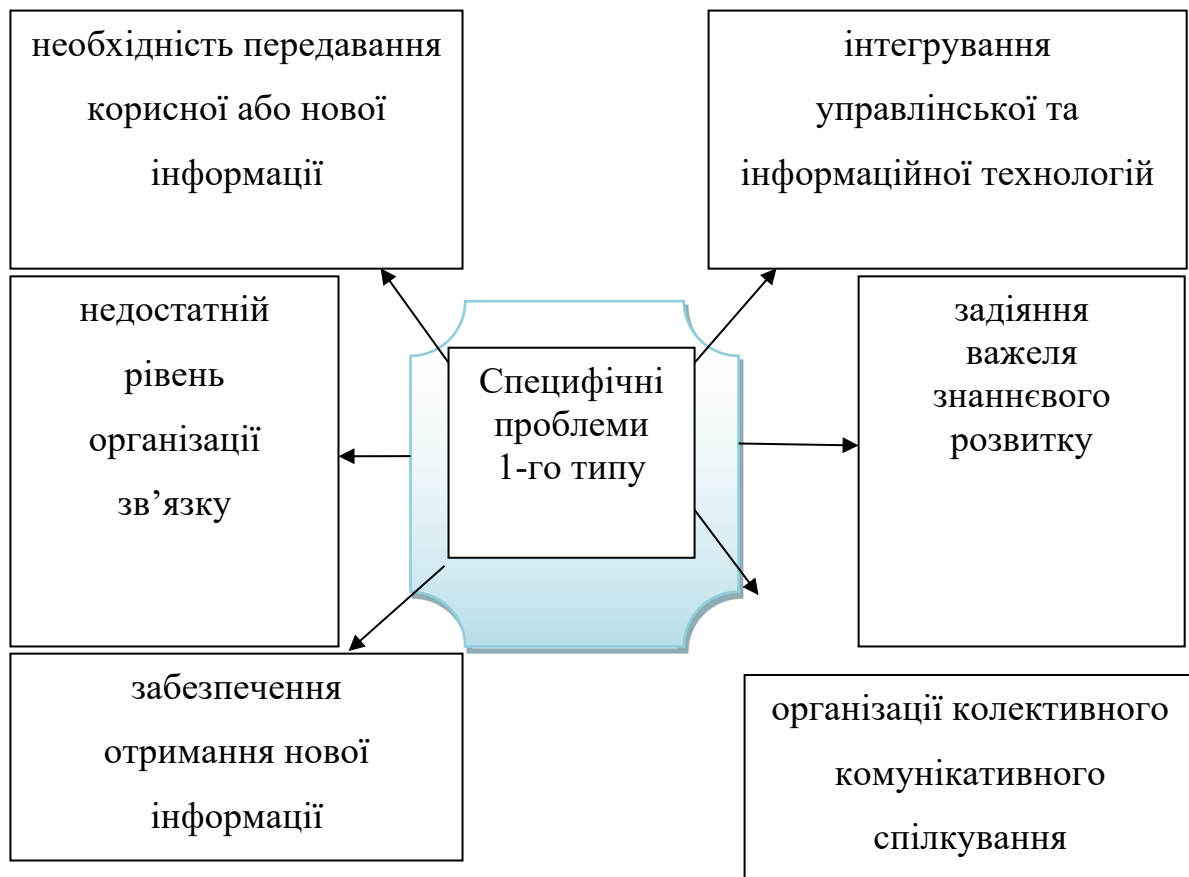 необхідність передавання
корисної або нової
інформації
інтегрування
управлінської та
інформаційної технологій
недостатній
рівень
організації
зв’язку
Специфічні
проблеми
1-го типу
задіяння
важеля
знаннєвого
розвитку
забезпечення
отримання нової
інформації
організації колективного
комунікативного
спілкування